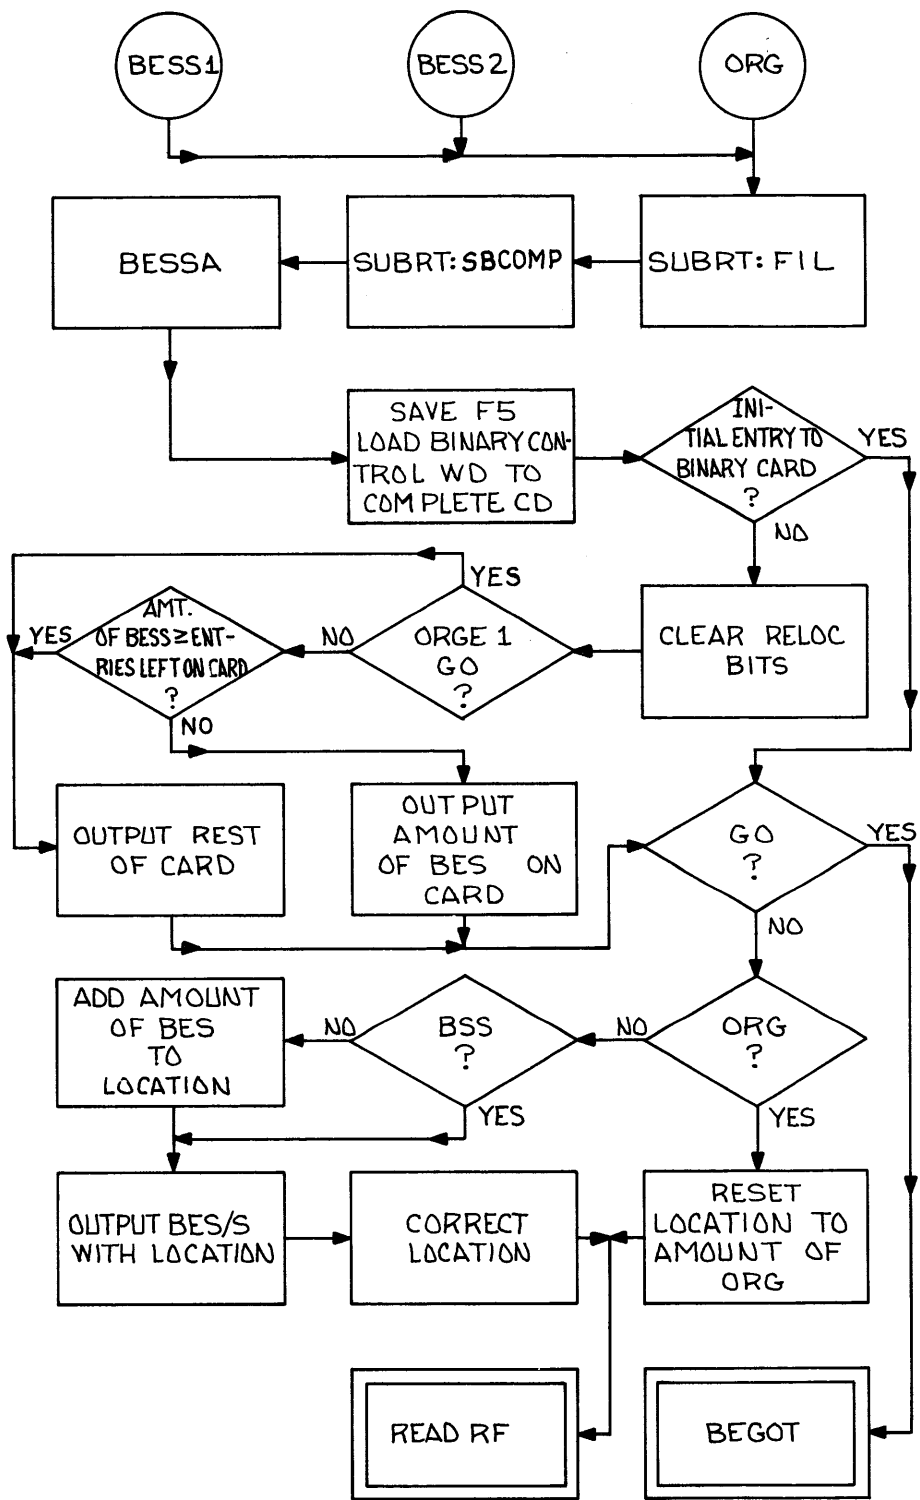 BESS1
BESS2
ORG
BESSA
SUBRT:SBCOMP
SUBRT:FIL
SAVE F5
LOAD BINARY CON-
TROL WD TO
COMPLETE CD
INI-
TIAL ENTRY TO
BINARY CARD
?
YES
NO
YES
AMT.
OF BESS≥ENT-
RIES LEFT ON CARD
?
YES
NO
NO
ORGE 1
GO
?
CLEAR RELOC
BITS
OUTPUT REST
OF CARD
OUTPUT
AMOUNT
OF BES ON
CARD
GO
?
YES
NO
ADD AMOUNT
OF BES
TO
LOCATION
NO
BSS
?
YES
NO
ORG
?
YES
OUTPUT BES/S
WITH LOCATION
CORRECT
LOCATION
RESET
LOCATION TO
AMOUNT OF
ORG
READ RF
BEGOT